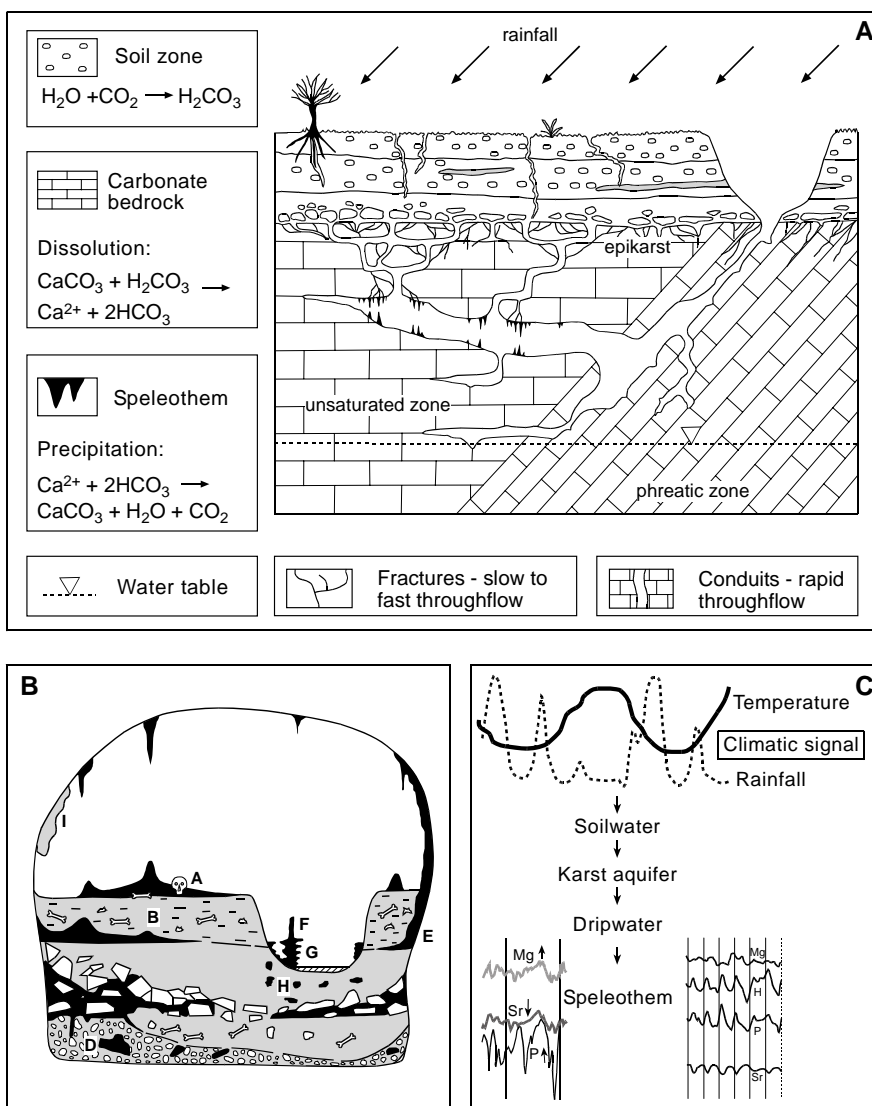 A
rainfall
Soil zone
H₂O +CO₂ → H₂CO₃
Carbonate
bedrock
Dissolution:
CaCO₃ + H₂CO₃ →
Ca²⁺ + 2HCO₃
Speleothem
Precipitation:
Ca²⁺ + 2HCO₃ →
CaCO₃ + H₂O + CO₂
epikarst
unsaturated zone
phreatic zone
Water table
Fractures - slow to
fast throughflow
Conduits - rapid
throughflow
B
I
A
B
F
G
E
H
D
C
Temperature
Climatic signal
Rainfall
Soilwater
Karst aquifer
Dripwater
Speleothem
Mg
Sr
P
Mg
H
P
Sr